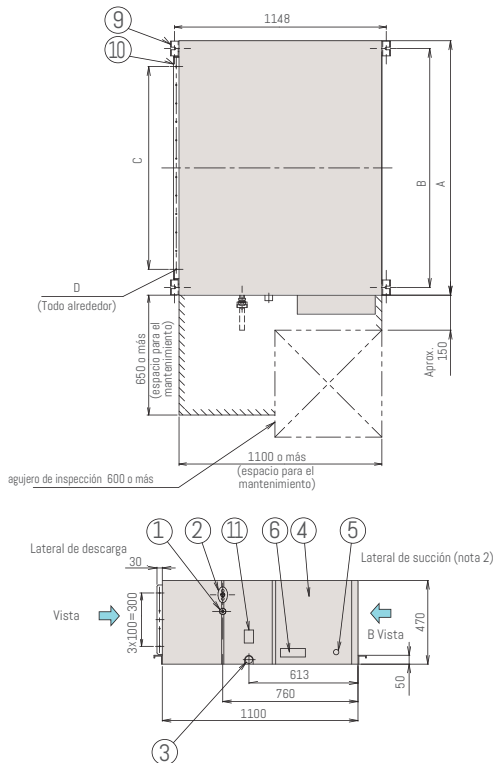 9
1148
10
C
B
A
D
(Todo alrededor)
650 o más
(espacio para el
mantenimiento)
Aprox.
150
1100 o más
(espacio para el
mantenimiento)
agujero de inspección 600 o más
1
2
11
6
4
5
Lateral de descarga
Lateral de succión (nota 2)
30
Vista
3x100=300
B Vista
470
50
613
760
1100
3